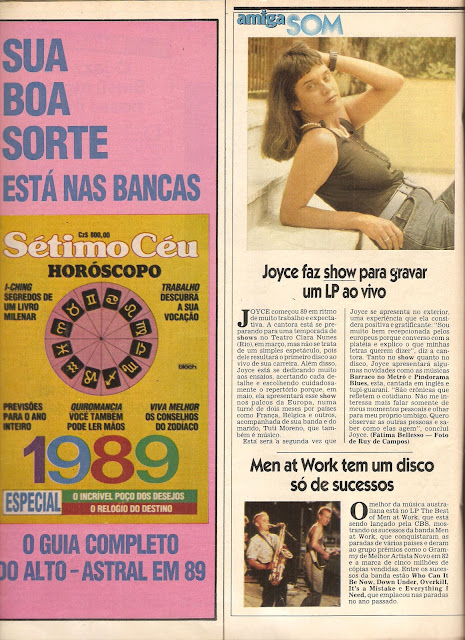 SUA
BOA
SORTE
ESTÁ NAS BANCAS
Cz$ 800,00
Sétimo Céu
HORÓSCOPO
I-CHING
SEGREDOS DE
UM LIVRO
MILENAR
TRABALHO
DESCUBRA
A SUA
VOCAÇÃO
bloch
PREVISÕES
PARA O ANO
INTEIRO
QUIROMANCIA
VOCÊ TAMBÉM
PODE LER MÃOS
VIVA MELHOR
OS CONSELHOS
DO ZODÍACO
1989
ESPECIAL
O INCRÍVEL POÇO DOS DESEJOS
O RELÓGIO DO DESTINO
O GUIA COMPLETO
DO ALTO-ASTRAL EM 89
amiga SOM
Joyce faz show para gravar
um LP ao vivo
JOYCE começou 89 em ritmo
de muito trabalho e expecta-
tiva. A cantora está se pre-
parando para uma temporada de
shows no Teatro Clara Nunes
(Rio), em março, mas não se trata
de um simples espetáculo, pois
dele resultará o primeiro disco ao
vivo de sua carreira. Além disso,
Joyce está se dedicando muito
aos ensaios, acertando cada de-
talhe e escolhendo cuidadosa-
mente o repertório porque, em
maio, ela apresentará esse show
nos palcos da Europa, numa
turnê de dois meses por países
como França, Bélgica e outros,
acompanhada de sua banda e do
marido, Tuti Moreno, que tam-
bém é músico.
Esta será a segunda vez que
Joyce se apresenta no exterior,
uma experiência que ela consi-
dera positiva e gratificante. "Sou
muito bem recepcionada pelos
europeus porque converso com a
platéia e explico o que minhas
letras querem dizer", diz a can-
tora. Tanto no show quanto no
disco, Joyce apresentará algu-
mas novidades como as músicas
Barraco no Metrô e Pindorama
Blues, esta, cantada em inglês e
tupi guarani. "São crônicas que
refletem o cotidiano. Não me in-
teressa mais falar somente de
meus momentos pessoais e olhar
para meu próprio umbigo. Quero
observar as outras pessoas e sa-
ber como elas agem", conclui
Joyce. (Fátima Bellesso — Foto
de Ruy de Campos)
Men at Work tem um disco
só de sucessos
O melhor da música austra-
liana está no LP The Best
of Men at Work, que está
sendo lançado pela CBS, mos-
trando os sucessos da banda Men
at Work, que conquistaram as
paradas de vários países e deram
ao grupo prêmios como o Gram-
my de Melhor Artista Novo em 82
e a marca de cinco milhões de
cópias vendidas. Entre os suces-
sos da banda estão Who Can It
Be Now, Down Under, Overkill,
It's a Mistake e Everything I
Need, que emplacou nas paradas
no ano passado.